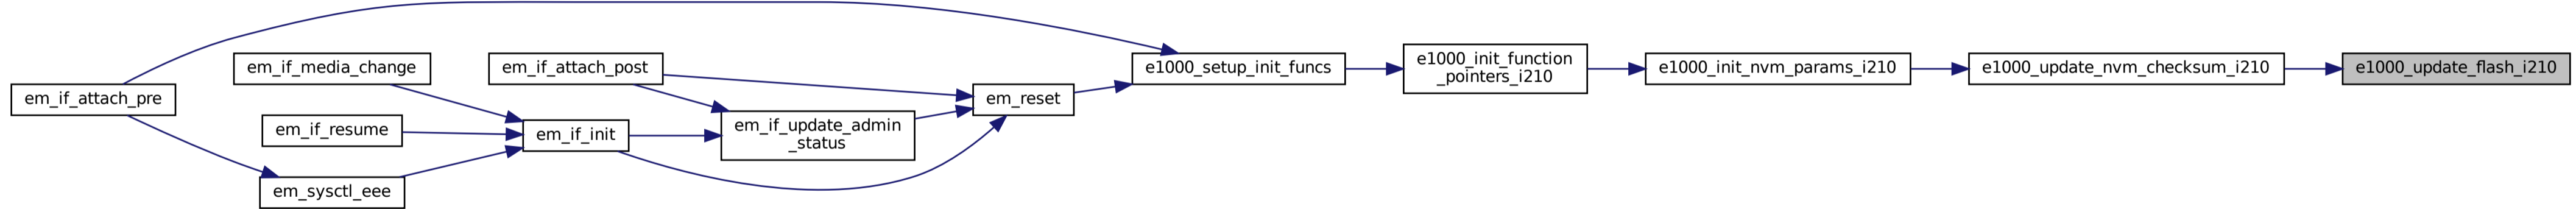 em_if_attach_pre
em_if_media_change
em_if_resume
em_sysctl_eee
em_if_attach_post
em_if_init
em_if_update_admin
_status
em_reset
e1000_setup_init_funcs
e1000_init_function
_pointers_i210
e1000_init_nvm_params_i210
e1000_update_nvm_checksum_i210
e1000_update_flash_i210